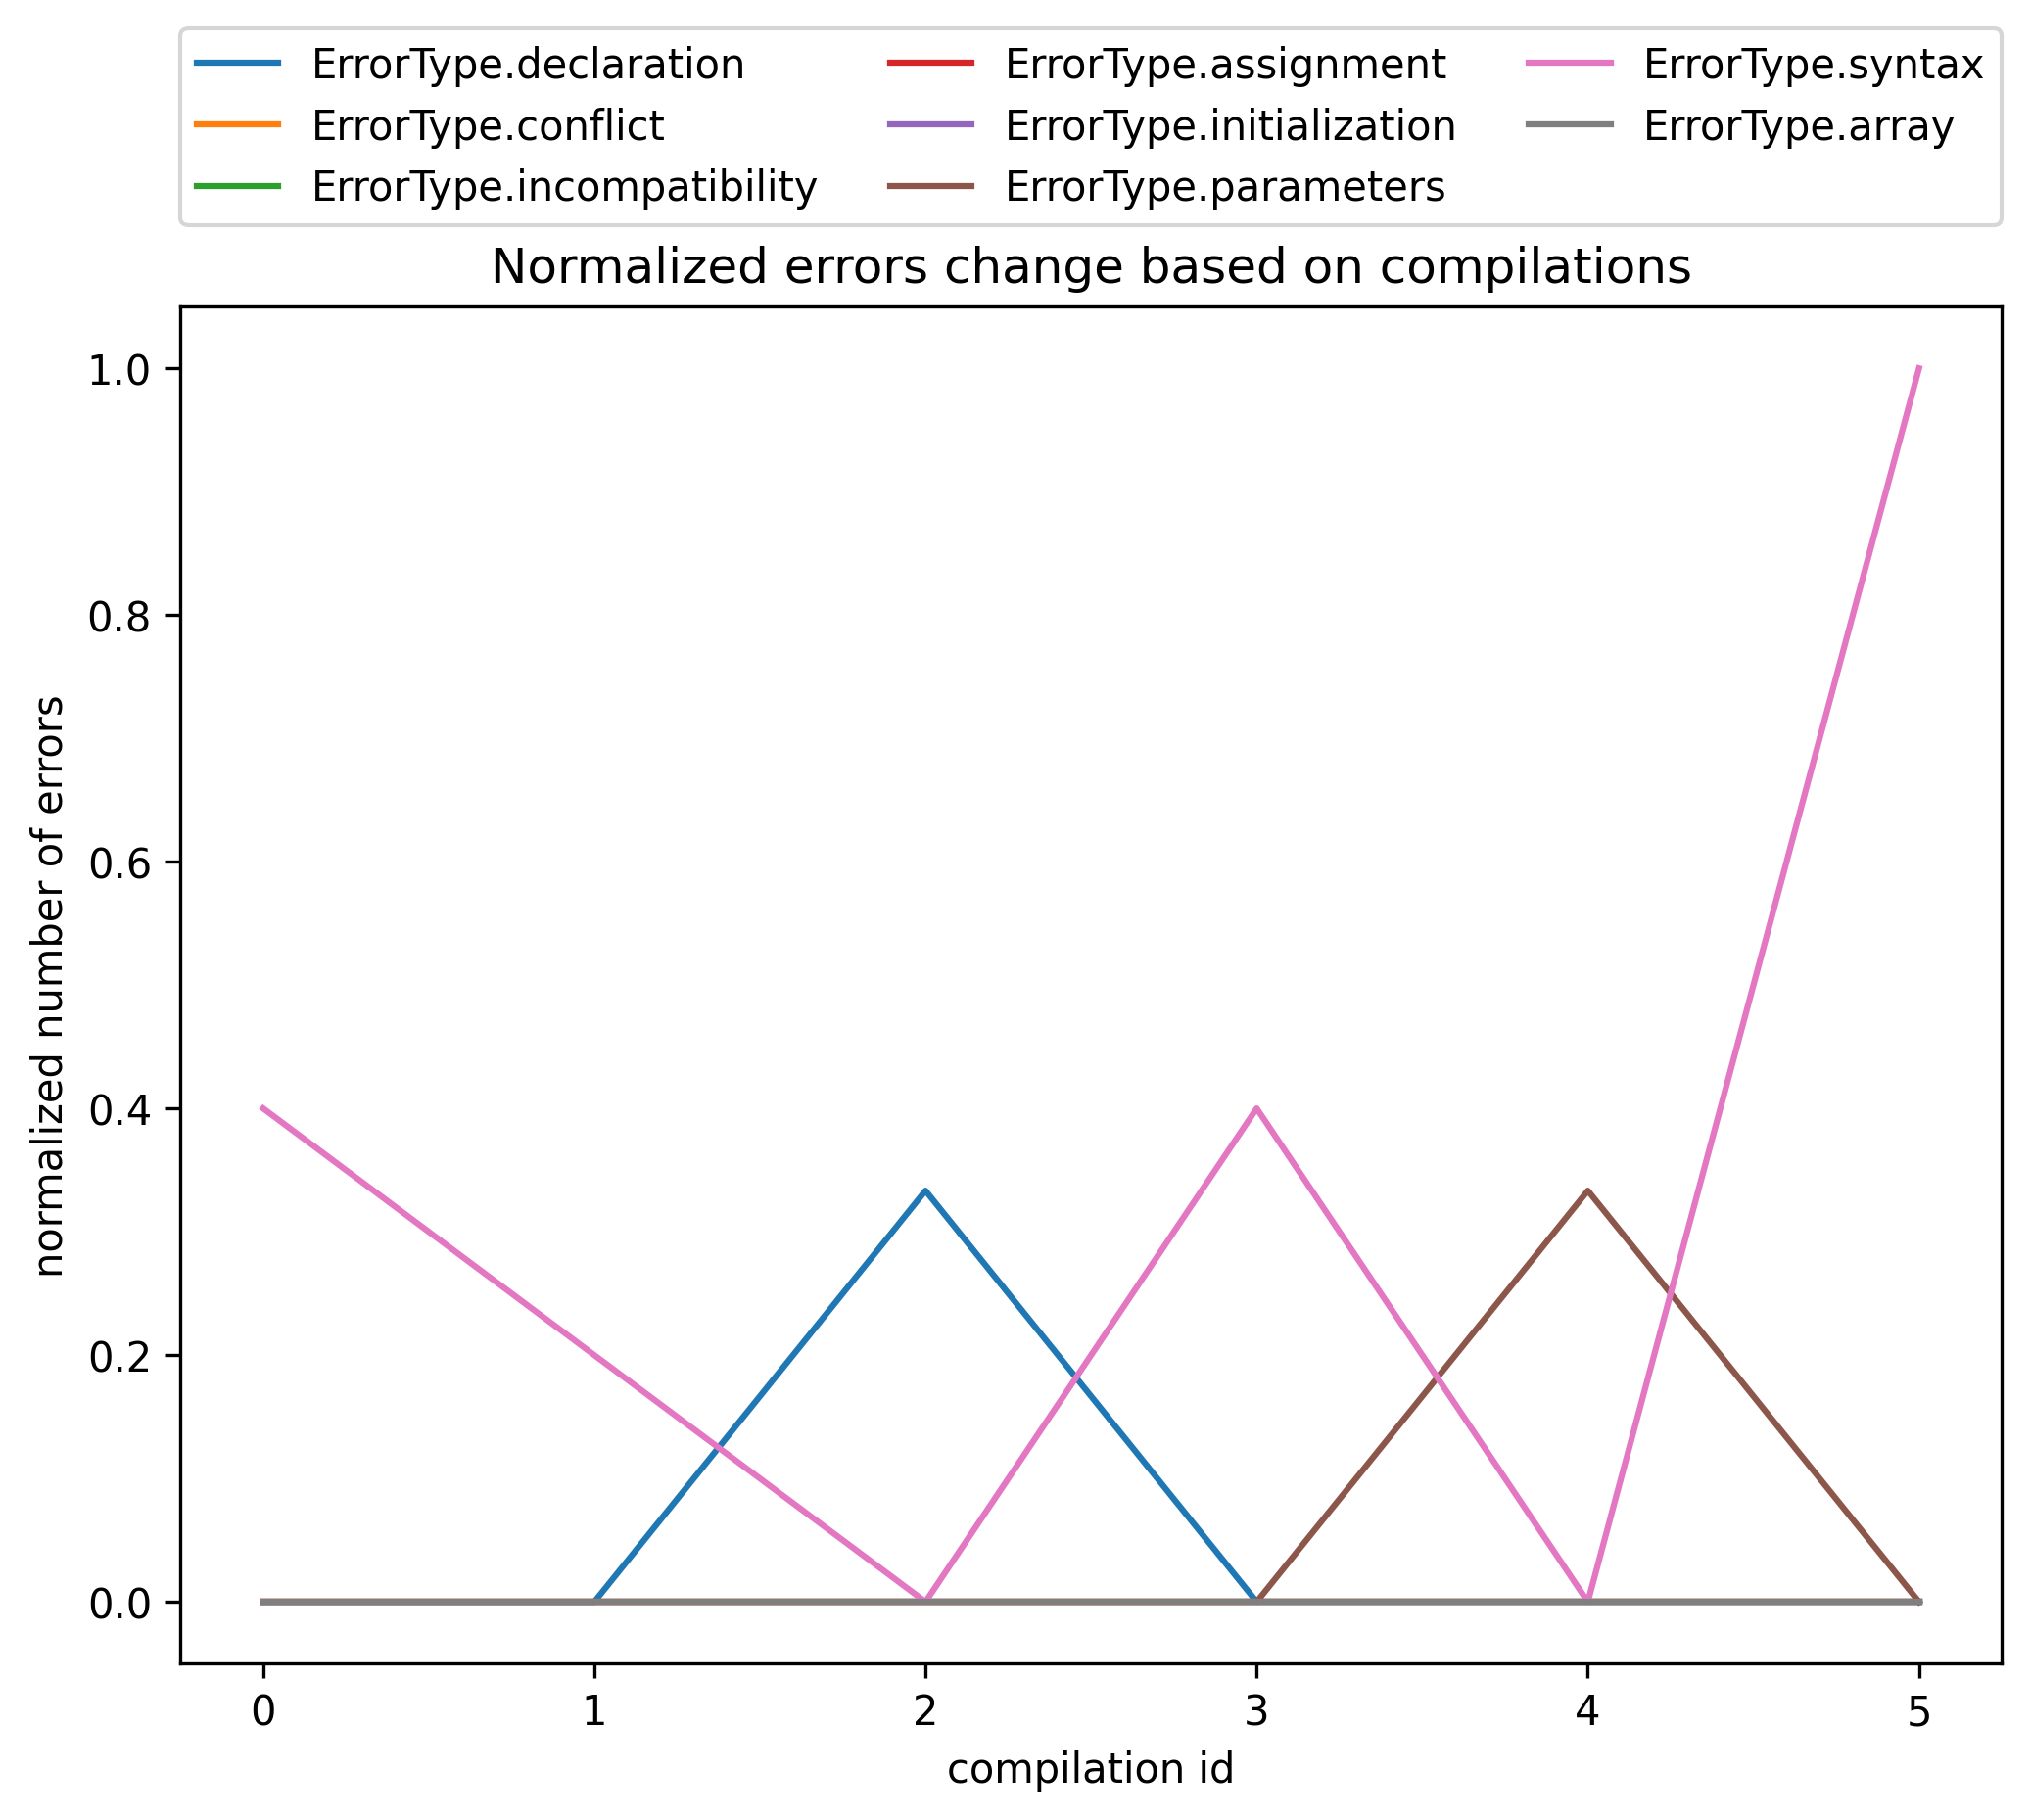 ErrorType.declaration
ErrorType.conflict
ErrorType.incompatibility
ErrorType.assignment
ErrorType.initialization
ErrorType.parameters
ErrorType.syntax
ErrorType.array
Normalized errors change based on compilations
normalized number of errors
1.0
0.8
0.6
0.4
0.2
0.0
0 1 2 3 4 5
compilation id